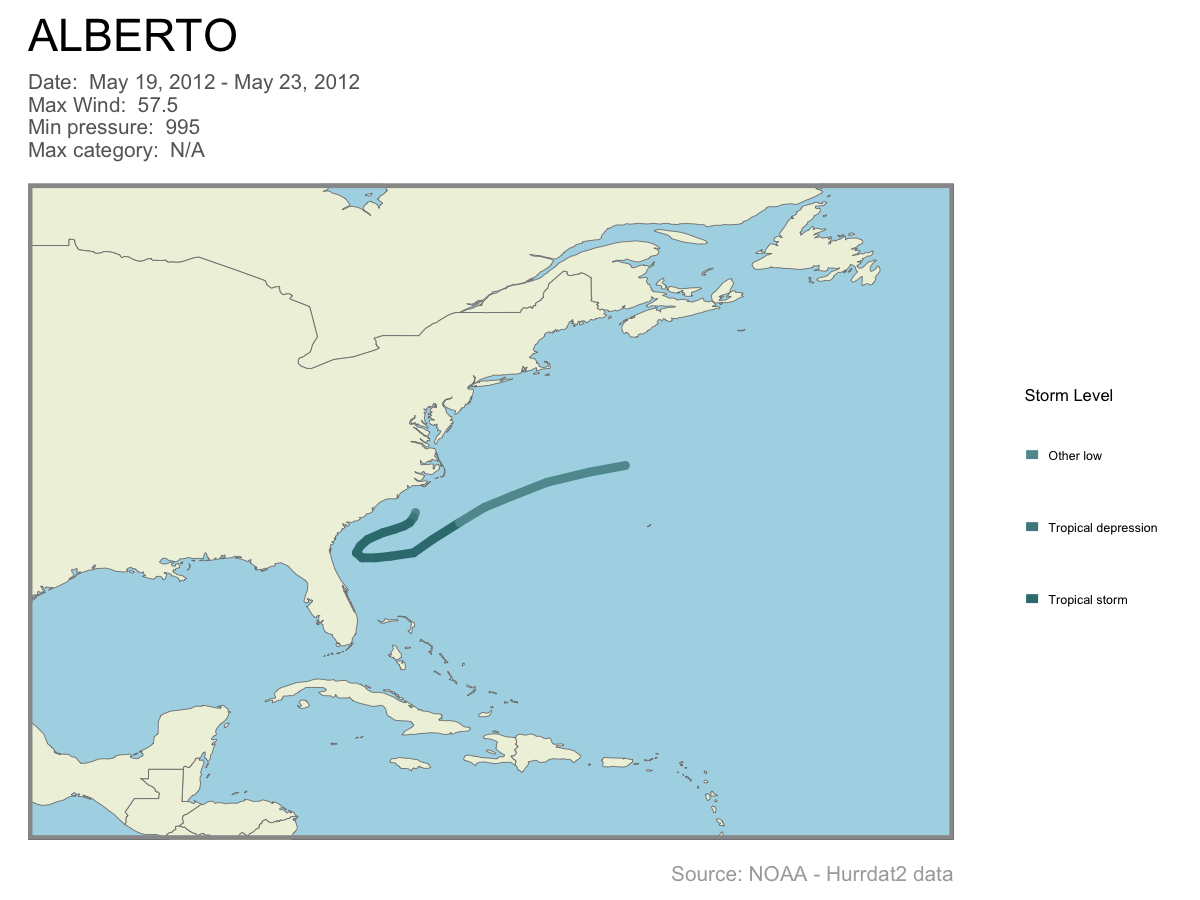 ALBERTO
Date:  May 19, 2012 - May 23, 2012
Max Wind:  57.5
Min pressure:  995
Max category:  N/A
Storm Level
Other low
Tropical depression
Tropical storm
Source: NOAA - Hurrdat2 data